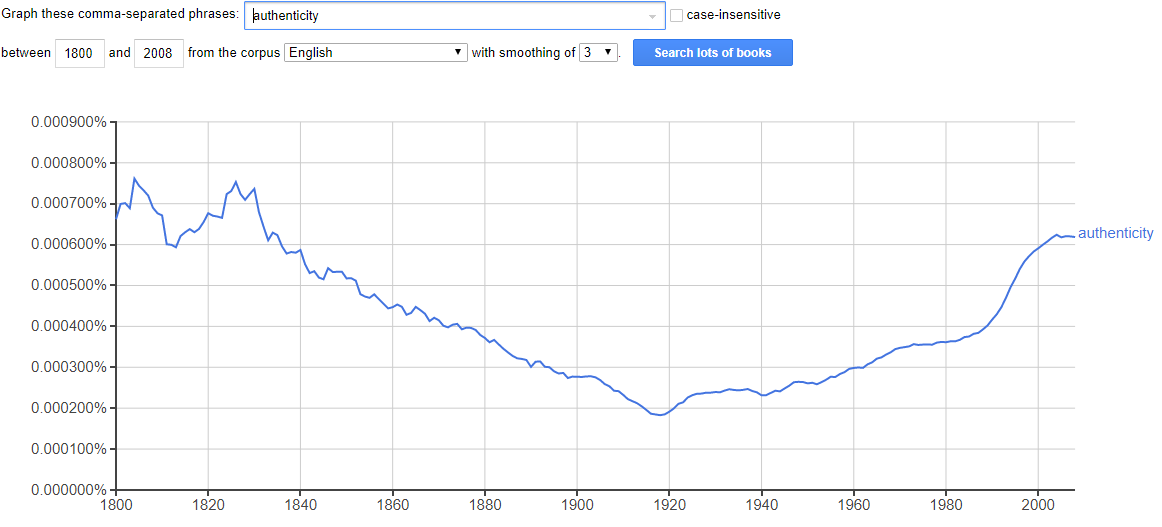 Graph these comma-separated phrases: authenticity case-insensitive
between 1800 and 2008 from the corpus English with smoothing of 3 . Search lots of books
0.000900%
0.000800%
0.000700%
0.000600%
authenticity
0.000500%
0.000400%
0.000300%
0.000200%
0.000100%
0.000000%
1800 1820 1840 1860 1880 1900 1920 1940 1960 1980 2000